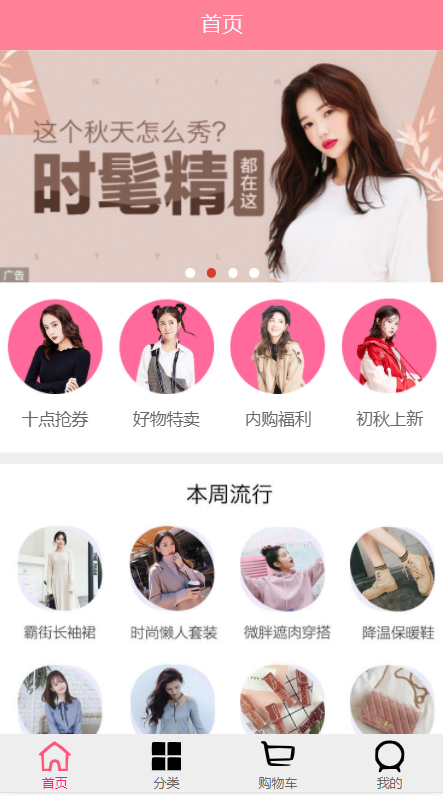 首页
N T I M
这个秋天怎么秀?
时髦精
都在这
S T Y L
广告
十点抢券 好物特卖 内购福利 初秋上新
本周流行
霸街长袖裙 时尚懒人套装 微胖遮肉穿搭 降温保暖鞋
首页 分类 购物车 我的